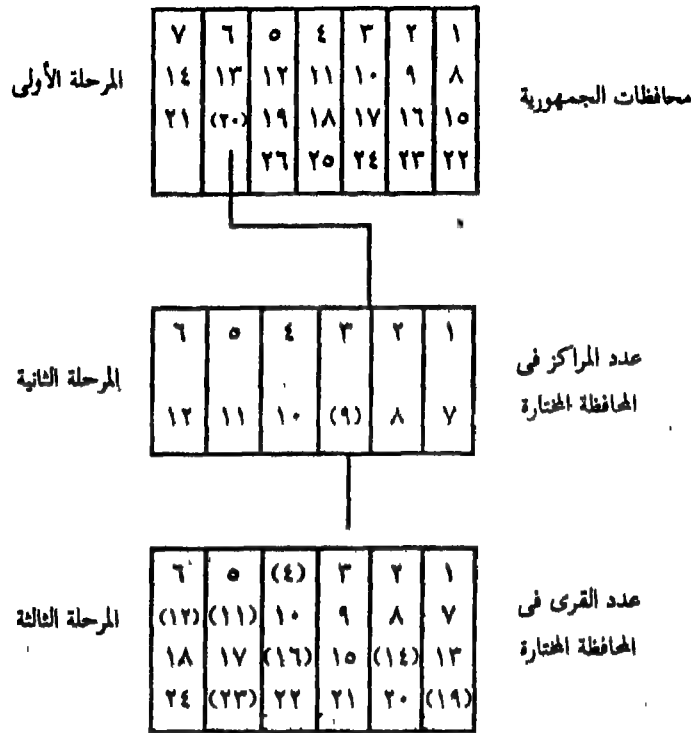 محافظات الجمهورية
١ ٢ ٣ ٤ ٥ ٦ ٧
٨ ٩ ١٠ ١١ ١٢ ١٣ ١٤
١٥ ١٦ ١٧ ١٨ ١٩ (٢٠) ٢١
٢٢ ٢٣ ٢٤ ٢٥ ٢٦
المرحلة الأولى
عدد المراكز فى
المحافظة المختارة
١ ٢ ٣ ٤ ٥ ٦
٧ ٨ (٩) ١٠ ١١ ١٢
المرحلة الثانية
عدد القرى فى
المحافظة المختارة
١ ٢ ٣ (٤) ٥ ٦
٧ ٨ ٩ ١٠ (١١) (١٢)
١٣ (١٤) ١٥ (١٦) ١٧ ١٨
(١٩) ٢٠ ٢١ ٢٢ (٢٣) ٢٤
المرحلة الثالثة